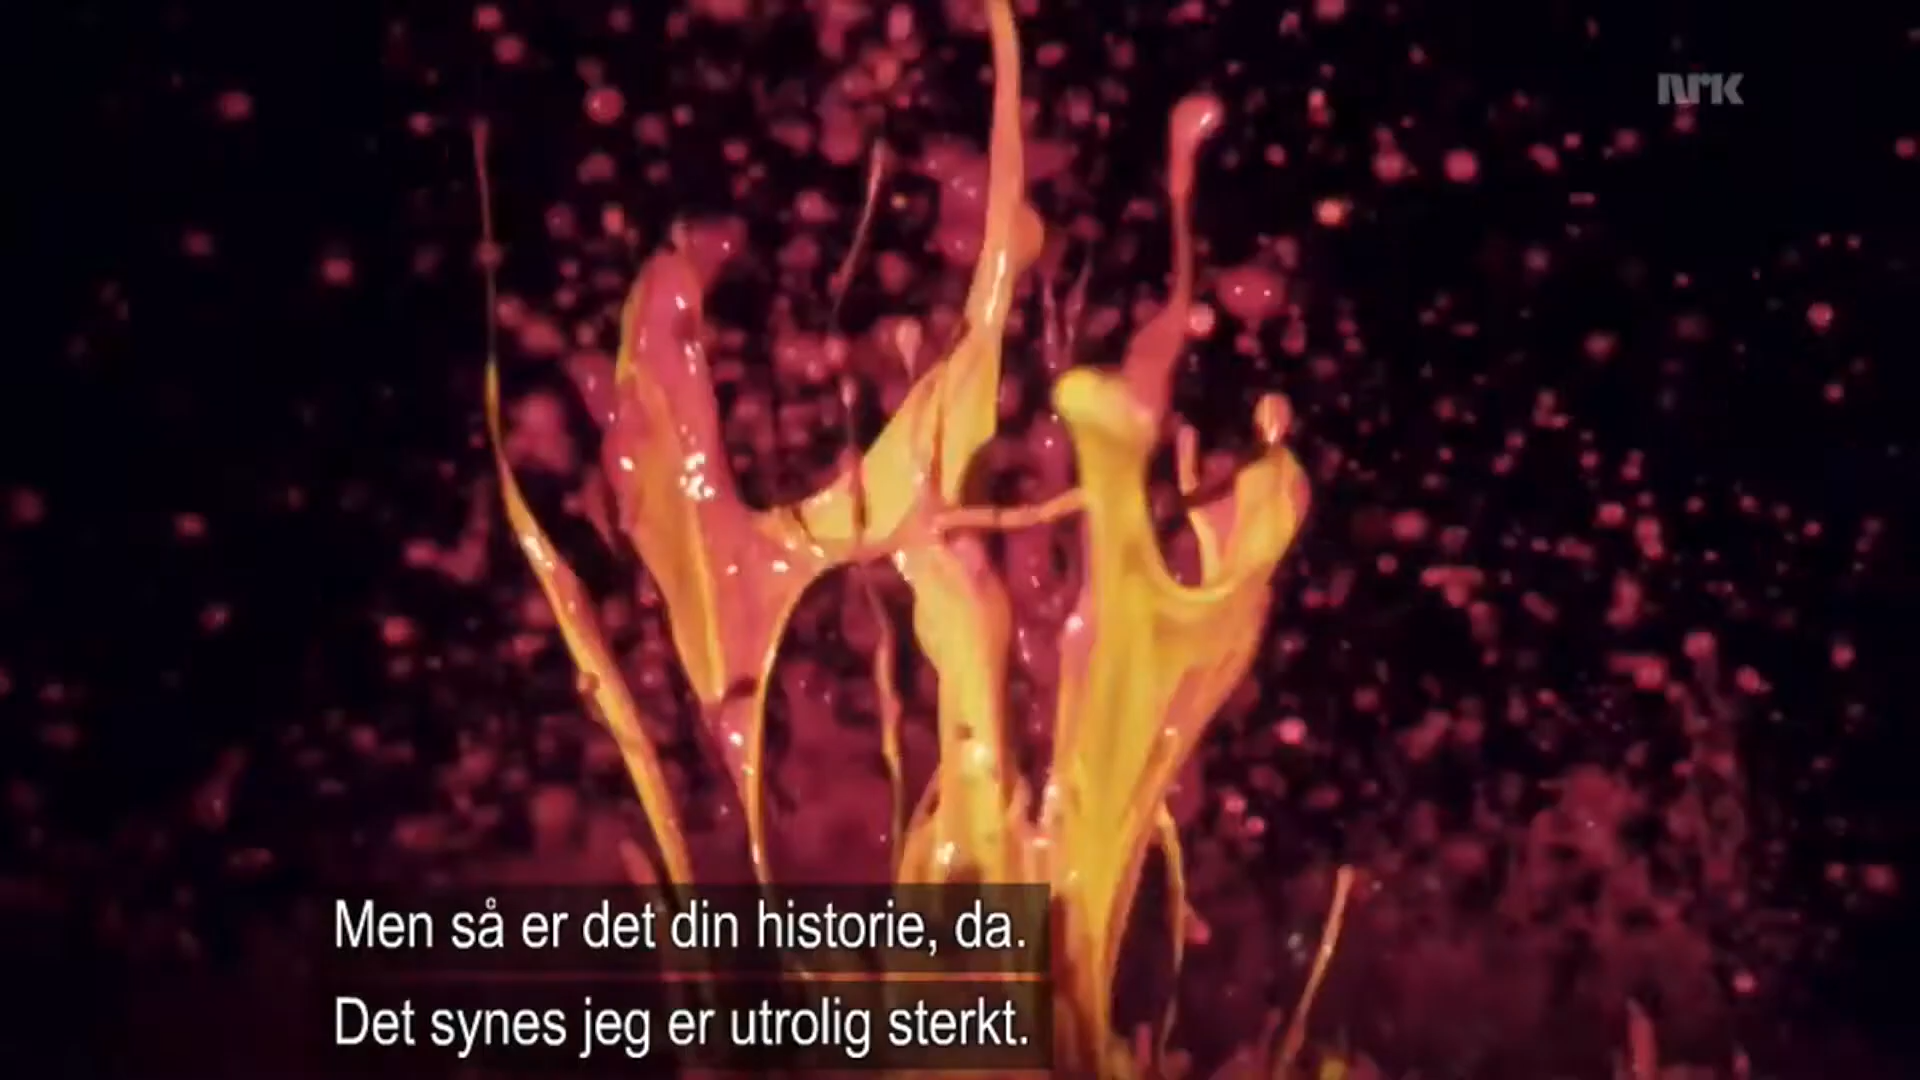 NRK
Men så er det din historie, da.
Det synes jeg er utrolig sterkt.